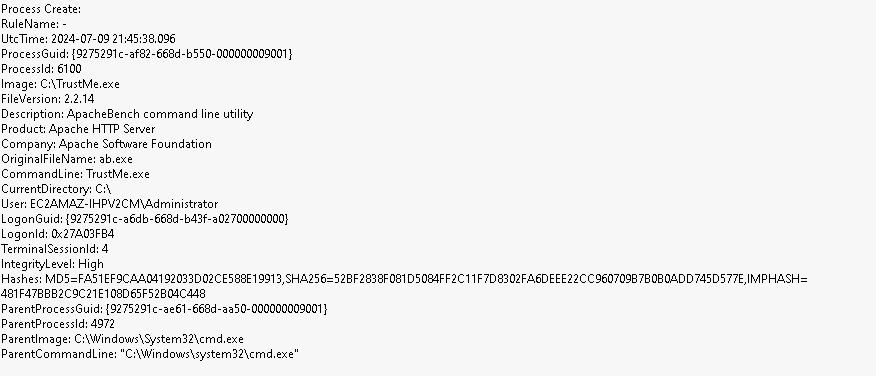 Process Create:
RuleName: -
UtcTime: 2024-07-09 21:45:38.096
ProcessGuid: {9275291c-af82-668d-b550-000000009001}
ProcessId: 6100
Image: C:\TrustMe.exe
FileVersion: 2.2.14
Description: ApacheBench command line utility
Product: Apache HTTP Server
Company: Apache Software Foundation
OriginalFileName: ab.exe
CommandLine: TrustMe.exe
CurrentDirectory: C:\
User: EC2AMAZ-IHPV2CM\Administrator
LogonGuid: {9275291c-a6db-668d-b43f-a02700000000}
LogonId: 0x27A03FB4
TerminalSessionId: 4
IntegrityLevel: High
Hashes: MD5=FA51EF9CAA04192033D02CE588E19913,SHA256=52BF2838F081D5084FF2C11F7D8302FA6DEEE22CC960709B7B0B0ADD745D577E,IMPHASH=
481F47BBB2C9C21E108D65F52B04C448
ParentProcessGuid: {9275291c-ae61-668d-aa50-000000009001}
ParentProcessId: 4972
ParentImage: C:\Windows\System32\cmd.exe
ParentCommandLine: "C:\Windows\system32\cmd.exe"